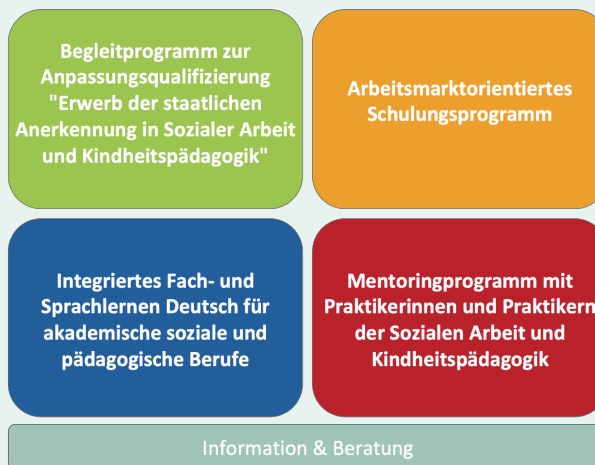 Begleitprogramm zur
Anpassungsqualifizierung
"Erwerb der staatlichen
Anerkennung in Sozialer Arbeit
und Kindheitspädagogik"
Arbeitsmarktorientiertes
Schulungsprogramm
Integriertes Fach- und
Sprachlernen Deutsch für
akademische soziale und
pädagogische Berufe
Mentoringprogramm mit
Praktikerinnen und Praktikern
der Sozialen Arbeit und
Kindheitspädagogik
Information & Beratung